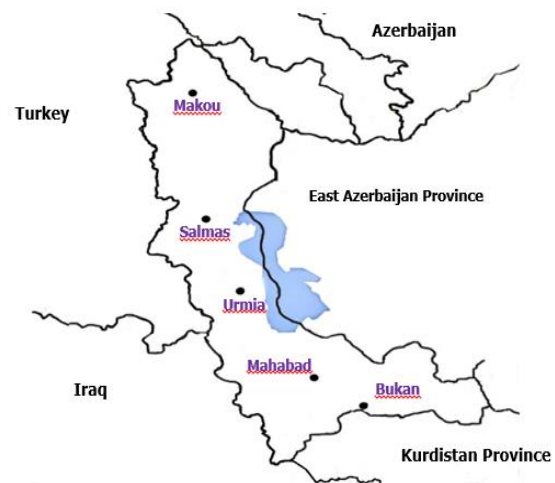 Azerbaijan
Makou
Turkey
East Azerbaijan Province
Salmas
Urmia
Mahabad
Iraq
Bukan
Kurdistan Province